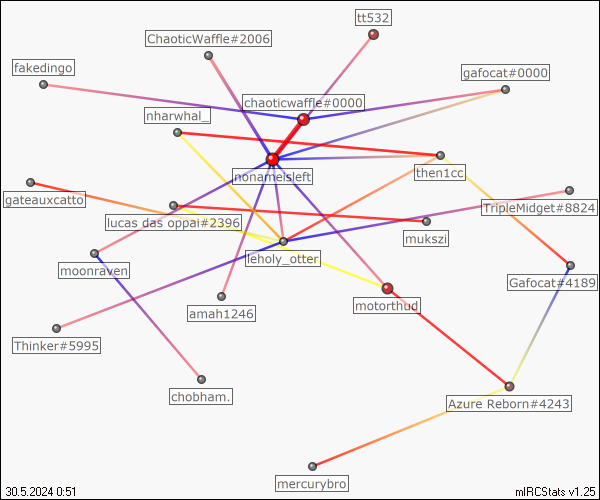 tt532
ChaoticWaffle#2006
fakedingo
gafocat#0000
chaoticwaffle#0000
nharwhal_
then1cc
nonameisleft
gateauxcatto
TripleMidget#8824
lucas das oppai#2396
mukszi
leholy_otter
moonraven
Gafocat#4189
motorthud
amah1246
Thinker#5995
chobham.
Azure Reborn#4243
mercurybro
30.5.2024 0:51
mIRCStats v1.25